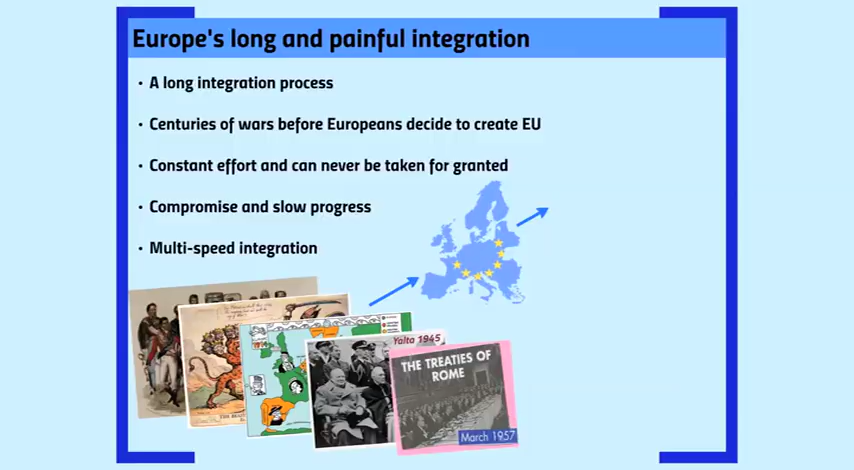 Europe's long and painful integration
• A long integration process
• Centuries of wars before Europeans decide to create EU
• Constant effort and can never be taken for granted
• Compromise and slow progress
• Multi-speed integration
Yalta 1945
THE TREATIES OF
ROME
March 1957